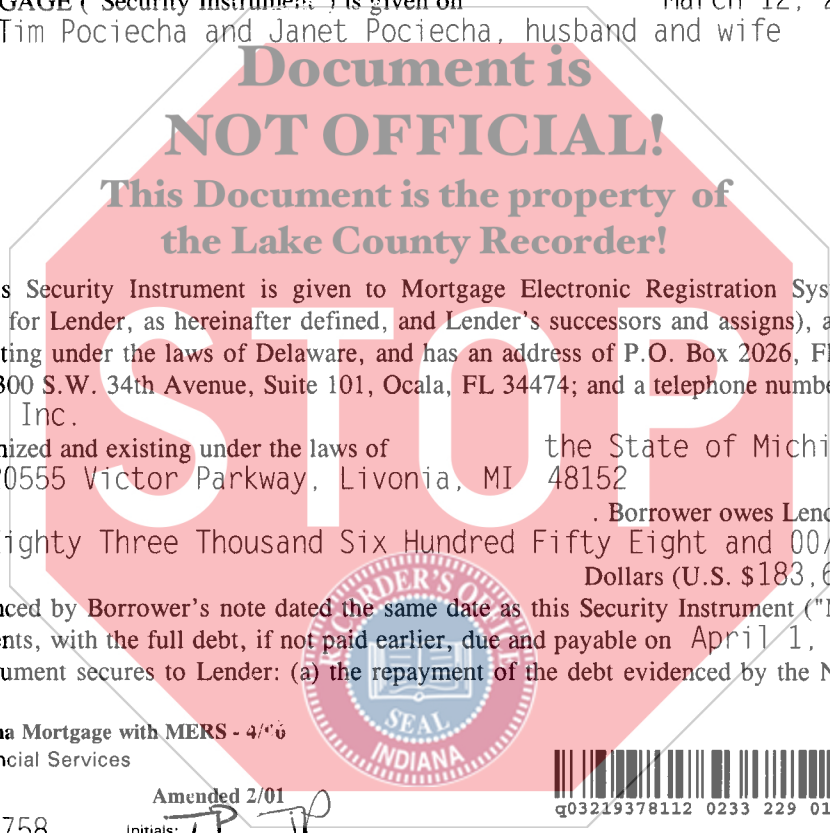 GAGE ("Security Instrument") is given on March 12, 2
Tim Pociecha and Janet Pociecha, husband and wife
Document is
NOT OFFICIAL!
This Document is the property of
the Lake County Recorder!
s Security Instrument is given to Mortgage Electronic Registration Sys
for Lender, as hereinafter defined, and Lender's successors and assigns), a
ting under the laws of Delaware, and has an address of P.O. Box 2026, Fl
300 S.W. 34th Avenue, Suite 101, Ocala, FL 34474; and a telephone numbe
STOP
Inc.
nized and existing under the laws of the State of Michi
20555 Victor Parkway, Livonia, MI 48152
. Borrower owes Lend
ighty Three Thousand Six Hundred Fifty Eight and 00/
Dollars (U.S. $183,6
nced by Borrower's note dated the same date as this Security Instrument ("N
nts, with the full debt, if not paid earlier, due and payable on April 1,
ument secures to Lender: (a) the repayment of the debt evidenced by the N
RECORDER'S OFFICE
SEAL
INDIANA
na Mortgage with MERS - 4/96
ncial Services
Amended 2/01
q03219378112 0233 229 01
758 Initials: TP JP